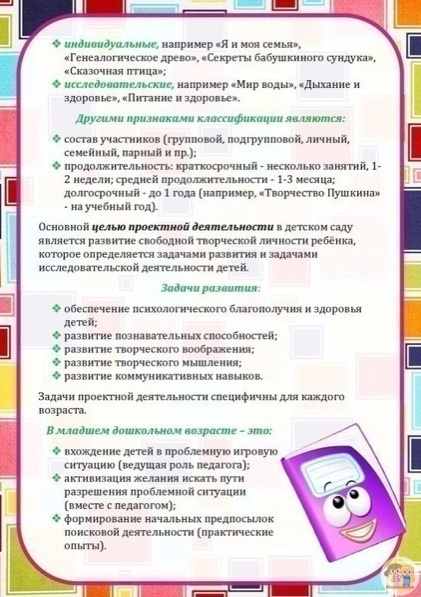 ❖ индивидуальные, например «Я и моя семья»,
«Генеалогическое древо», «Секреты бабушкиного сундука»,
«Сказочная птица»;
❖ исследовательские, например «Мир воды», «Дыхание и
здоровье», «Питание и здоровье».
Другими признаками классификации являются:
❖ состав участников (групповой, подгрупповой, личный,
семейный, парный и пр.);
❖ продолжительность: краткосрочный - несколько занятий, 1-
2 недели; средней продолжительности - 1-3 месяца;
долгосрочный - до 1 года (например, «Творчество Пушкина»
- на учебный год).
Основной целью проектной деятельности в детском саду
является развитие свободной творческой личности ребёнка,
которое определяется задачами развития и задачами
исследовательской деятельности детей.
Задачи развития:
❖ обеспечение психологического благополучия и здоровья
детей;
❖ развитие познавательных способностей;
❖ развитие творческого воображения;
❖ развитие творческого мышления;
❖ развитие коммуникативных навыков.
Задачи проектной деятельности специфичны для каждого
возраста.
В младшем дошкольном возрасте – это:
❖ вхождение детей в проблемную игровую
ситуацию (ведущая роль педагога);
❖ активизация желания искать пути
разрешения проблемной ситуации
(вместе с педагогом);
❖ формирование начальных предпосылок
поисковой деятельности (практические
опыты).